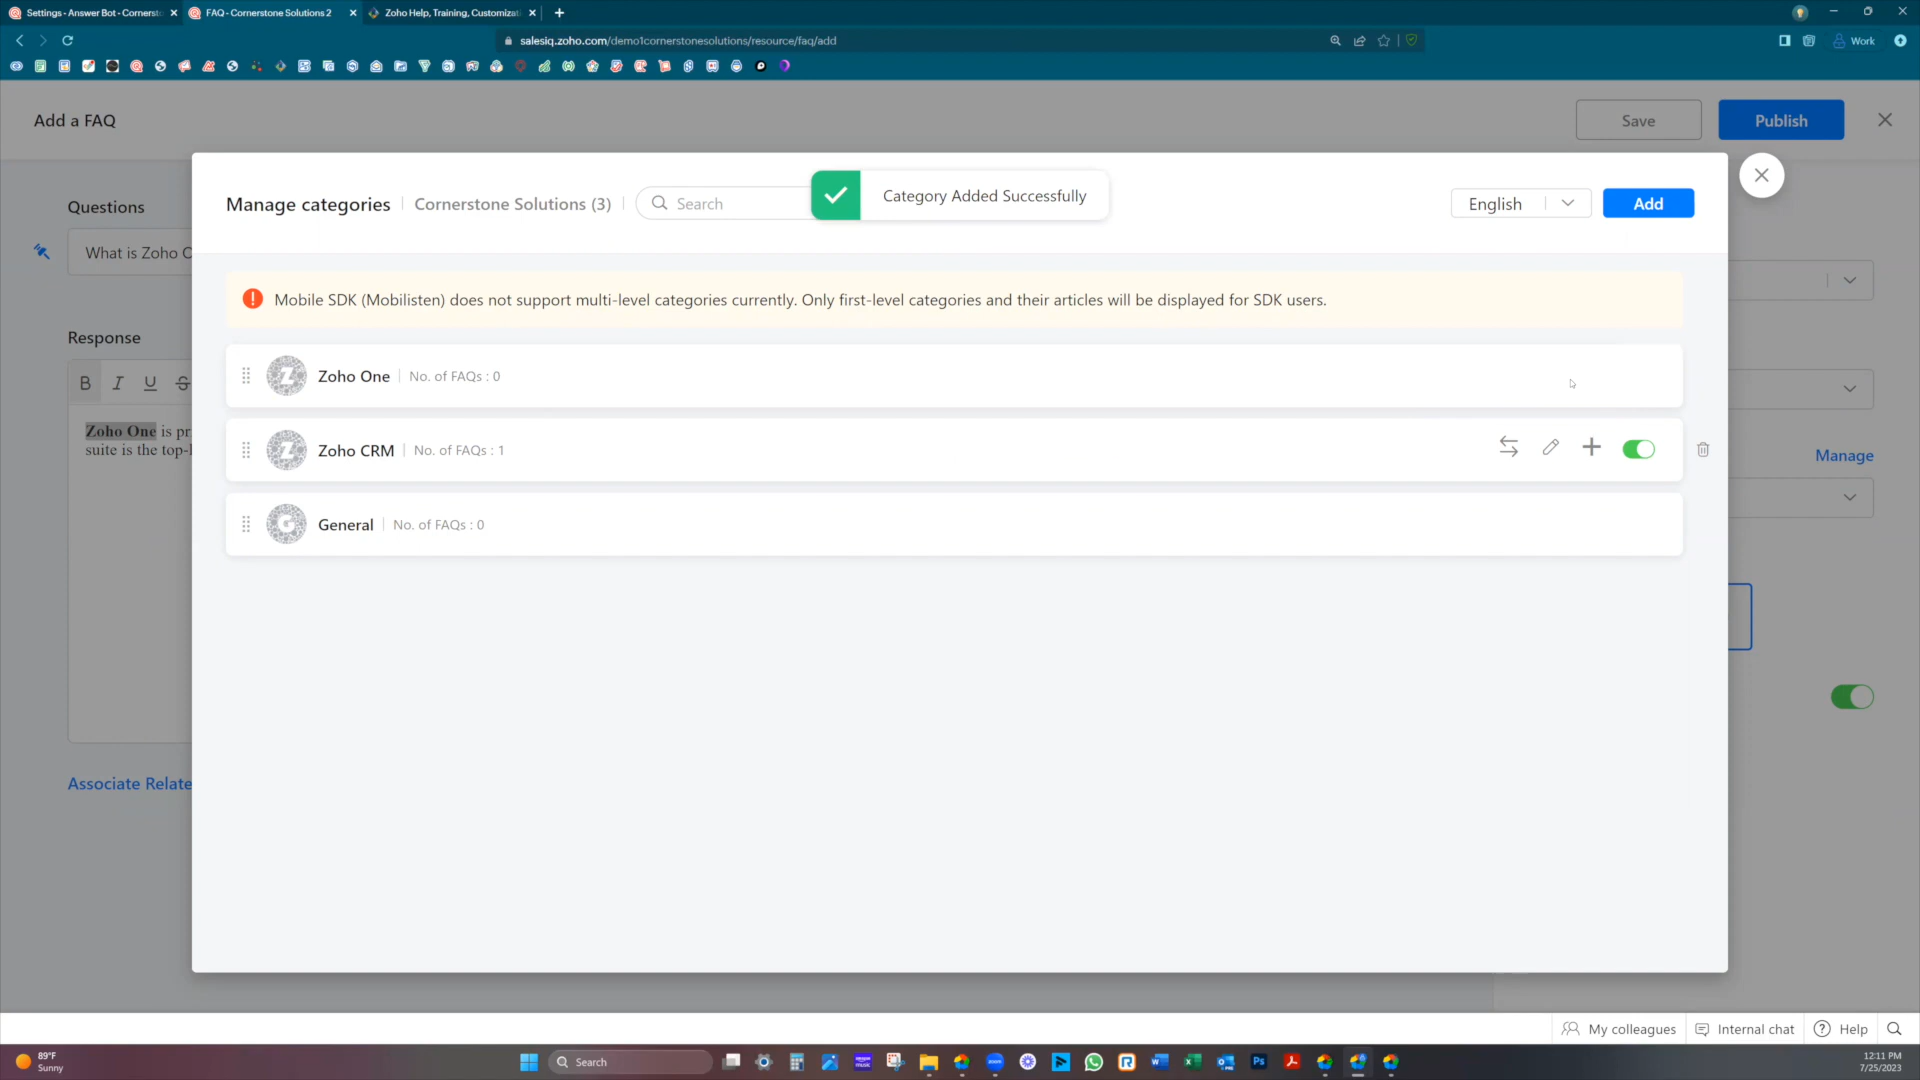 Settings - Answer Bot - Cornerst
FAQ - Cornerstone Solutions 2
Zoho Help, Training, Customizati
salesiq.zoho.com/demo1cornerstonesolutions/resource/faq/add
Work
Add a FAQ
Save
Publish
Manage categories
Cornerstone Solutions (3)
Search
Category Added Successfully
English
Add
Questions
What is Zoho O
Mobile SDK (Mobilisten) does not support multi-level categories currently. Only first-level categories and their articles will be displayed for SDK users.
Response
Zoho One
No. of FAQs : 0
B I U S
Zoho One is pr
suite is the top-
Zoho CRM
No. of FAQs : 1
Manage
General
No. of FAQs : 0
Associate Relate
My colleagues
Internal chat
Help
89°F
Sunny
Search
12:11 PM
7/25/2023